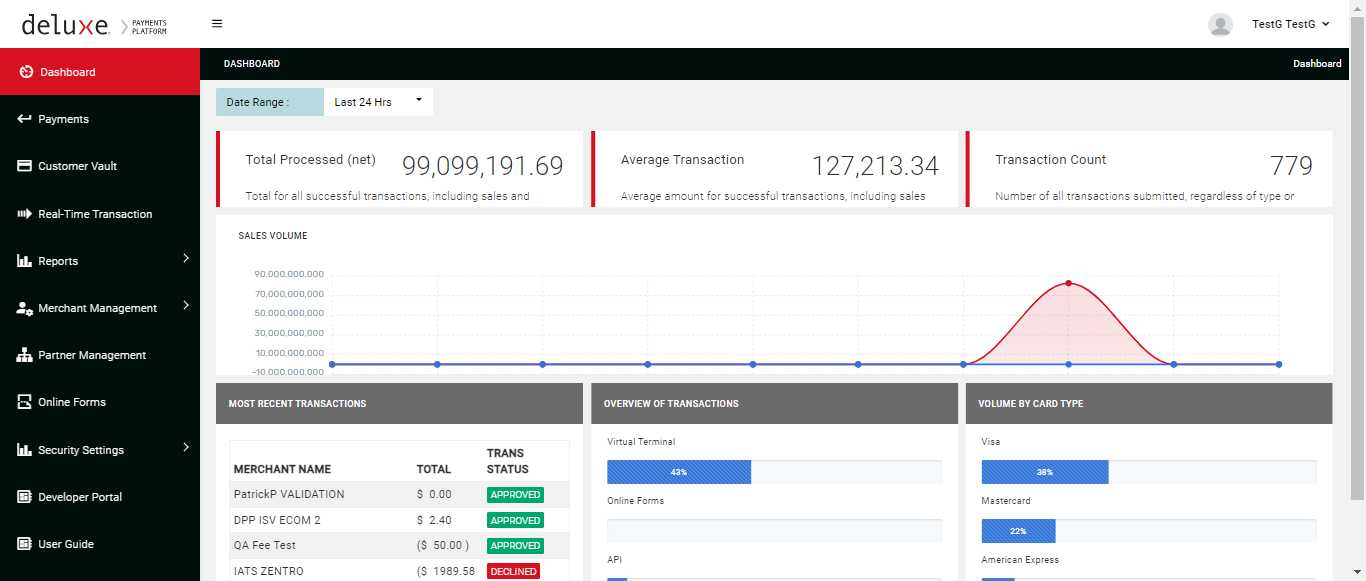 deluxe. PAYMENTS PLATFORM
TestG TestG
Dashboard
Payments
Customer Vault
Real-Time Transaction
Reports
Merchant Management
Partner Management
Online Forms
Security Settings
Developer Portal
User Guide
DASHBOARD
Dashboard
Date Range :
Last 24 Hrs
Total Processed (net)
99,099,191.69
Total for all successful transactions, including sales and
Average Transaction
127,213.34
Average amount for successful transactions, including sales
Transaction Count
779
Number of all transactions submitted, regardless of type or
SALES VOLUME
90,000,000,000
70,000,000,000
50,000,000,000
30,000,000,000
10,000,000,000
-10,000,000,000
MOST RECENT TRANSACTIONS
MERCHANT NAME TOTAL TRANS STATUS
PatrickP VALIDATION $ 0.00 APPROVED
DPP ISV ECOM 2 $ 2.40 APPROVED
QA Fee Test ($ 50.00 ) APPROVED
IATS ZENTRO ($ 1989.58 DECLINED
OVERVIEW OF TRANSACTIONS
Virtual Terminal
43%
Online Forms
API
VOLUME BY CARD TYPE
Visa
38%
Mastercard
22%
American Express